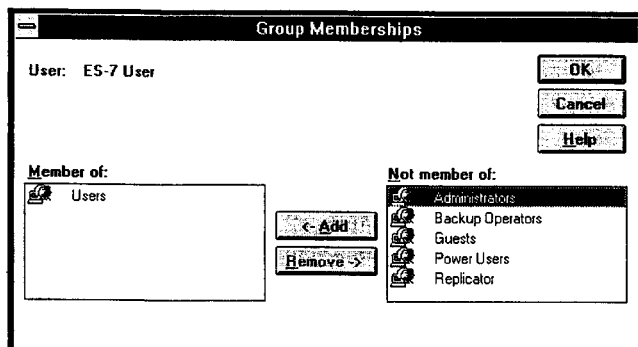 Group Memberships
User: ES-7 User
OK
Cancel
Help
Member of:
Users
<- Add
Remove ->
Not member of:
Administrators
Backup Operators
Guests
Power Users
Replicator